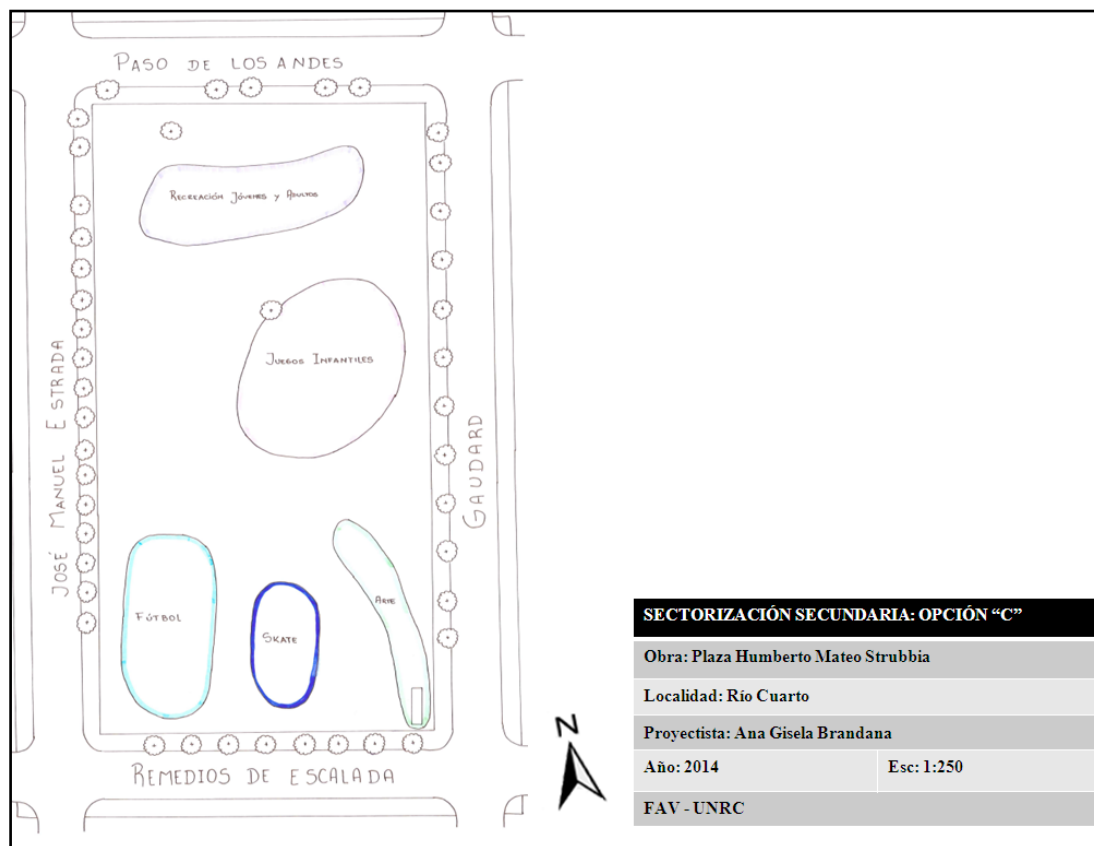 PASO DE LOS ANDES
RECREACIÓN JÓVENES Y ADULTOS
JUEGOS INFANTILES
JOSÉ MANUEL ESTRADA
GAUDARD
FÚTBOL
SKATE
ARTE
REMEDIOS DE ESCALADA
N
SECTORIZACIÓN SECUNDARIA: OPCIÓN “C”
Obra: Plaza Humberto Mateo Strubbia
Localidad: Río Cuarto
Proyectista: Ana Gisela Brandana
Año: 2014
Esc: 1:250
FAV - UNRC